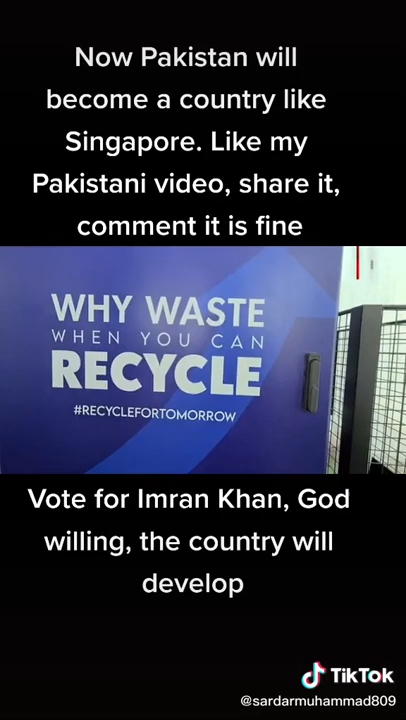 Now Pakistan will
become a country like
Singapore. Like my
Pakistani video, share it,
comment it is fine
WHY WASTE
WHEN YOU CAN
RECYCLE
#RECYCLEFORTOMORROW
Vote for Imran Khan, God
willing, the country will
develop
TikTok
@sardarmuhammad809